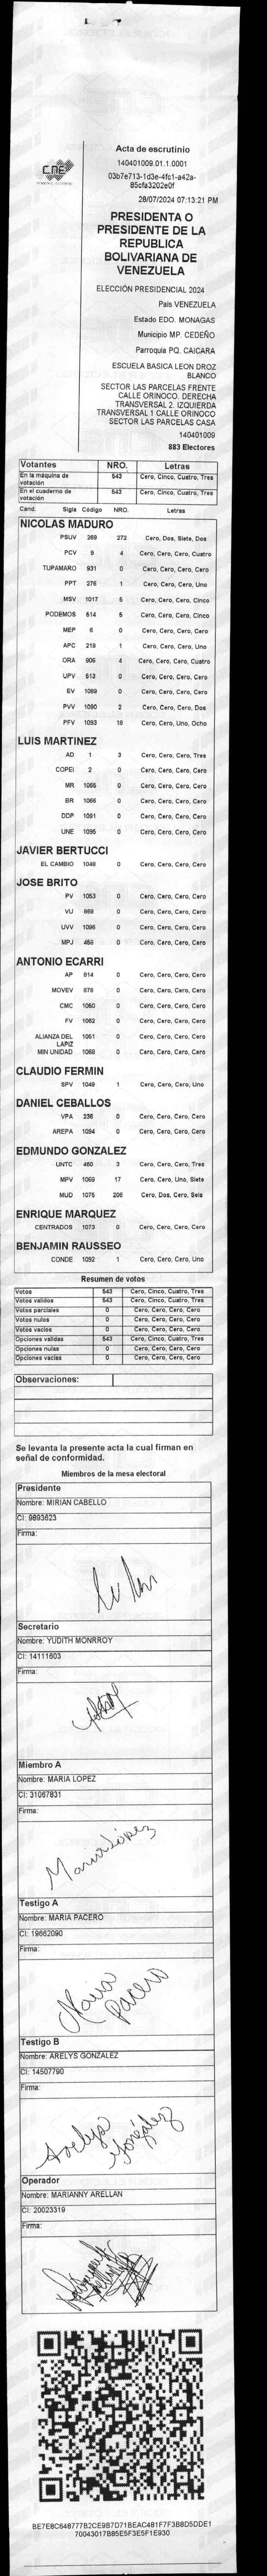 CNE
Acta de escrutinio
140401009.01.1.0001
03b7e713-1d3e-4fc1-a42a-
85cfa3202e0f
28/07/2024 07:13:21 PM
PRESIDENTA O
PRESIDENTE DE LA
REPUBLICA
BOLIVARIANA DE
VENEZUELA
ELECCIÓN PRESIDENCIAL 2024
País VENEZUELA
Estado EDO. MONAGAS
Municipio MP. CEDEÑO
Parroquia PQ. CAICARA
ESCUELA BASICA LEON DROZ
BLANCO
SECTOR LAS PARCELAS FRENTE
CALLE ORINOCO. DERECHA
TRANSVERSAL 2. IZQUIERDA
TRANSVERSAL 1 CALLE ORINOCO
SECTOR LAS PARCELAS CASA
140401009
883 Electores
Votantes NRO. Letras
En la máquina de votación 543 Cero, Cinco, Cuatro, Tres
En el cuaderno de votación 543 Cero, Cinco, Cuatro, Tres
Cand. Sigla Código NRO. Letras
NICOLAS MADURO
PSUV 269 272 Cero, Dos, Siete, Dos
PCV 9 4 Cero, Cero, Cero, Cuatro
TUPAMARO 931 0 Cero, Cero, Cero, Cero
PPT 276 1 Cero, Cero, Cero, Uno
MSV 1017 5 Cero, Cero, Cero, Cinco
PODEMOS 514 5 Cero, Cero, Cero, Cinco
MEP 6 0 Cero, Cero, Cero, Cero
APC 219 1 Cero, Cero, Cero, Uno
ORA 906 4 Cero, Cero, Cero, Cuatro
UPV 513 0 Cero, Cero, Cero, Cero
EV 1089 0 Cero, Cero, Cero, Cero
PVV 1090 2 Cero, Cero, Cero, Dos
PFV 1093 18 Cero, Cero, Uno, Ocho
LUIS MARTINEZ
AD 1 3 Cero, Cero, Cero, Tres
COPEI 2 0 Cero, Cero, Cero, Cero
MR 1065 0 Cero, Cero, Cero, Cero
BR 1066 0 Cero, Cero, Cero, Cero
DDP 1091 0 Cero, Cero, Cero, Cero
UNE 1095 0 Cero, Cero, Cero, Cero
JAVIER BERTUCCI
EL CAMBIO 1048 0 Cero, Cero, Cero, Cero
JOSE BRITO
PV 1053 0 Cero, Cero, Cero, Cero
VU 868 0 Cero, Cero, Cero, Cero
UVV 1096 0 Cero, Cero, Cero, Cero
MPJ 458 0 Cero, Cero, Cero, Cero
ANTONIO ECARRI
AP 814 0 Cero, Cero, Cero, Cero
MOVEV 878 0 Cero, Cero, Cero, Cero
CMC 1050 0 Cero, Cero, Cero, Cero
FV 1062 0 Cero, Cero, Cero, Cero
ALIANZA DEL LAPIZ 1051 0 Cero, Cero, Cero, Cero
MIN UNIDAD 1068 0 Cero, Cero, Cero, Cero
CLAUDIO FERMIN
SPV 1049 1 Cero, Cero, Cero, Uno
DANIEL CEBALLOS
VPA 236 0 Cero, Cero, Cero, Cero
AREPA 1094 0 Cero, Cero, Cero, Cero
EDMUNDO GONZALEZ
UNTC 460 3 Cero, Cero, Cero, Tres
MPV 1069 17 Cero, Cero, Uno, Siete
MUD 1075 206 Cero, Dos, Cero, Seis
ENRIQUE MARQUEZ
CENTRADOS 1073 0 Cero, Cero, Cero, Cero
BENJAMIN RAUSSEO
CONDE 1092 1 Cero, Cero, Cero, Uno
Resumen de votos
Votos 543 Cero, Cinco, Cuatro, Tres
Votos validos 543 Cero, Cinco, Cuatro, Tres
Votos parciales 0 Cero, Cero, Cero, Cero
Votos nulos 0 Cero, Cero, Cero, Cero
Votos vacíos 0 Cero, Cero, Cero, Cero
Opciones validas 543 Cero, Cinco, Cuatro, Tres
Opciones nulas 0 Cero, Cero, Cero, Cero
Opciones vacías 0 Cero, Cero, Cero, Cero
Observaciones:
Se levanta la presente acta la cual firman en
señal de conformidad.
Miembros de la mesa electoral
Presidente
Nombre: MIRIAN CABELLO
CI: 9893623
Firma:
Secretario
Nombre: YUDITH MONRROY
CI: 14111603
Firma:
Miembro A
Nombre: MARIA LOPEZ
CI: 31067831
Firma:
Maria López
Testigo A
Nombre: MARIA PACERO
CI: 19662090
Firma:
Maria
pacero
Testigo B
Nombre: ARELYS GONZALEZ
CI: 14507790
Firma:
Arelys
González
Operador
Nombre: MARIANNY ARELLAN
CI: 20023319
Firma:
BE7E8C648777B2CE9B7D71BEAC481F7F3B8D5DDE1
70043017B85E5F3E5F1E930